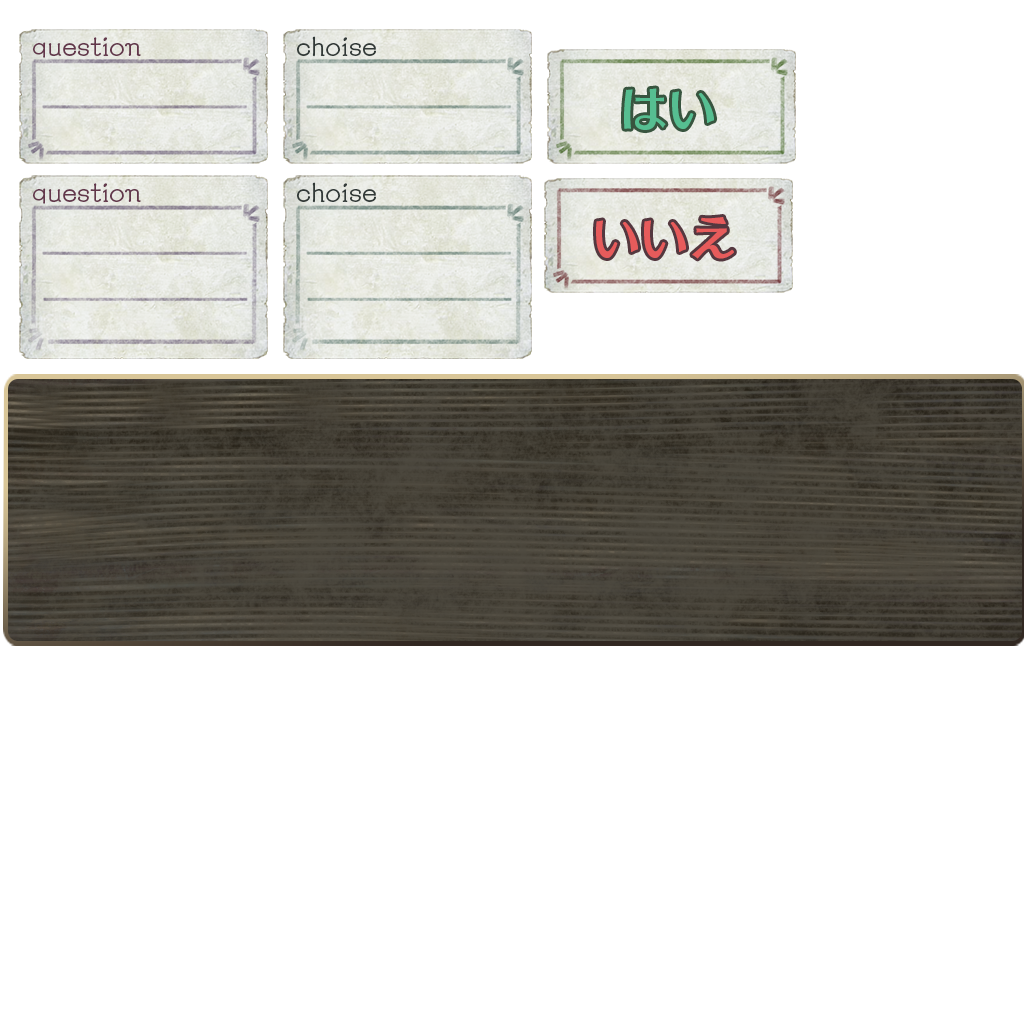 question
choise
はい
question
choise
いいえ